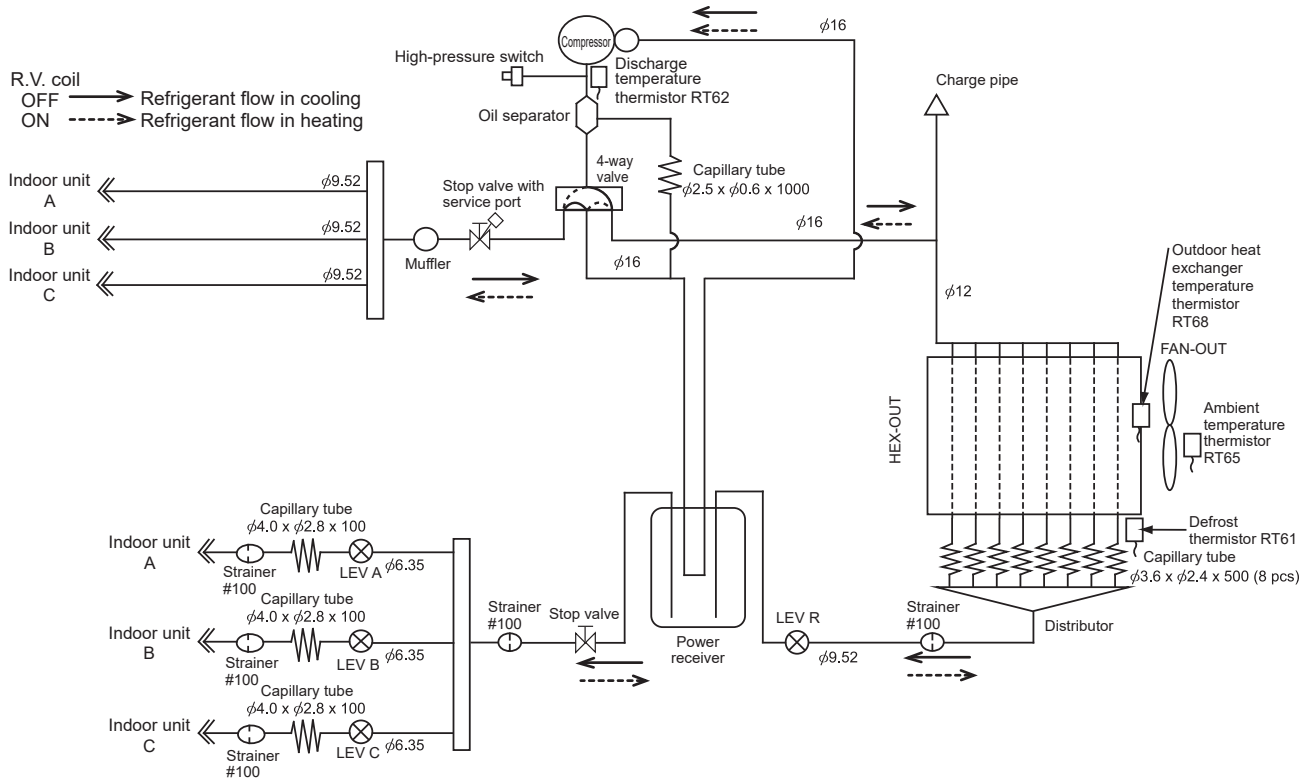 Compressor
ϕ16
High-pressure switch
Discharge
temperature
thermistor RT62
R.V. coil
OFF Refrigerant flow in cooling
ON Refrigerant flow in heating
Charge pipe
Oil separator
4-way
valve
Capillary tube
ϕ2.5 x ϕ0.6 x 1000
Indoor unit
A
ϕ9.52
Stop valve with
service port
Indoor unit
B
ϕ9.52
Indoor unit
C
ϕ9.52
Muffler
ϕ16
ϕ16
ϕ12
Outdoor heat
exchanger
temperature
thermistor
RT68
FAN-OUT
HEX-OUT
Ambient
temperature
thermistor
RT65
Defrost
thermistor RT61
Capillary tube
ϕ3.6 x ϕ2.4 x 500 (8 pcs)
Distributor
Capillary tube
ϕ4.0 x ϕ2.8 x 100
Indoor unit
A
Strainer
#100
LEV A
ϕ6.35
Capillary tube
ϕ4.0 x ϕ2.8 x 100
Indoor unit
B
Strainer
#100
LEV B
ϕ6.35
Capillary tube
ϕ4.0 x ϕ2.8 x 100
Indoor unit
C
Strainer
#100
LEV C
ϕ6.35
Strainer
#100
Stop valve
Power
receiver
LEV R
ϕ9.52
Strainer
#100